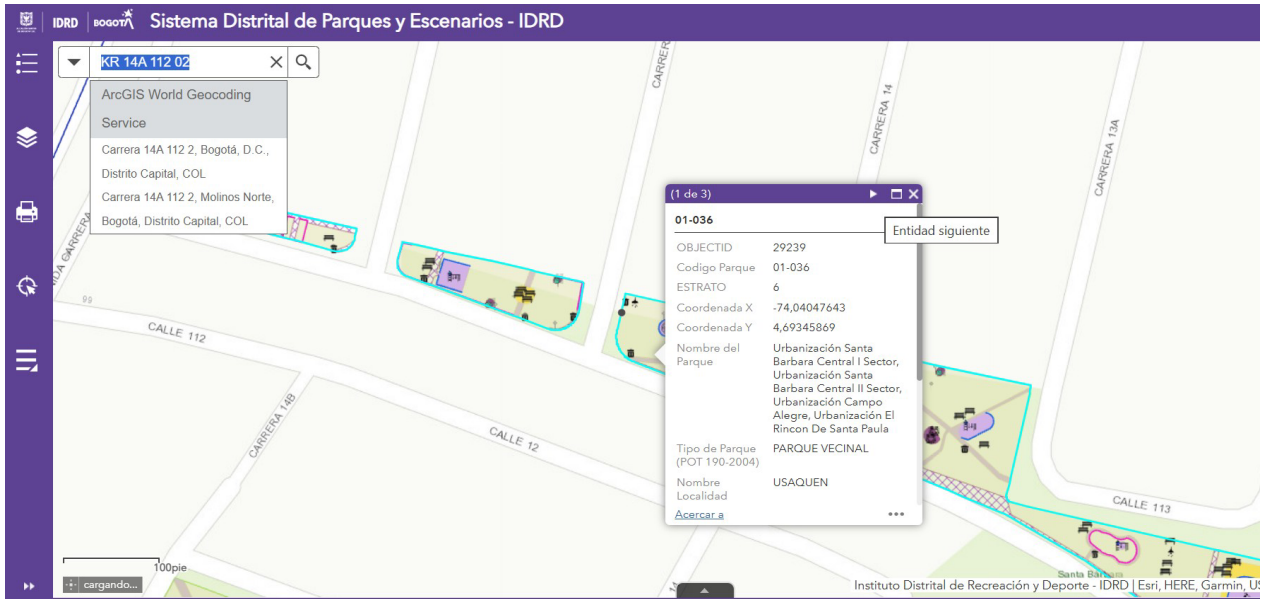 IDRD BOGOTÁ Sistema Distrital de Parques y Escenarios - IDRD
KR 14A 112 02
ArcGIS World Geocoding
Service
Carrera 14A 112 2, Bogotá, D.C.,
Distrito Capital, COL
Carrera 14A 112 2, Molinos Norte,
Bogotá, Distrito Capital, COL
CARRERA 14
CARRERA 13A
99
CALLE 112
CARRERA 14B
CALLE 12
(1 de 3)
01-036
Entidad siguiente
OBJECTID 29239
Codigo Parque 01-036
ESTRATO 6
Coordenada X -74,04047643
Coordenada Y 4,69345869
Nombre del Urbanización Santa
Parque Barbara Central I Sector,
Urbanización Santa
Barbara Central II Sector,
Urbanización Campo
Alegre, Urbanización El
Rincon De Santa Paula
Tipo de Parque PARQUE VECINAL
(POT 190-2004)
Nombre USAQUEN
Localidad
Acercar a
CALLE 113
Santa Bárbara
100pie
cargando...
Instituto Distrital de Recreación y Deporte - IDRD | Esri, HERE, Garmin,